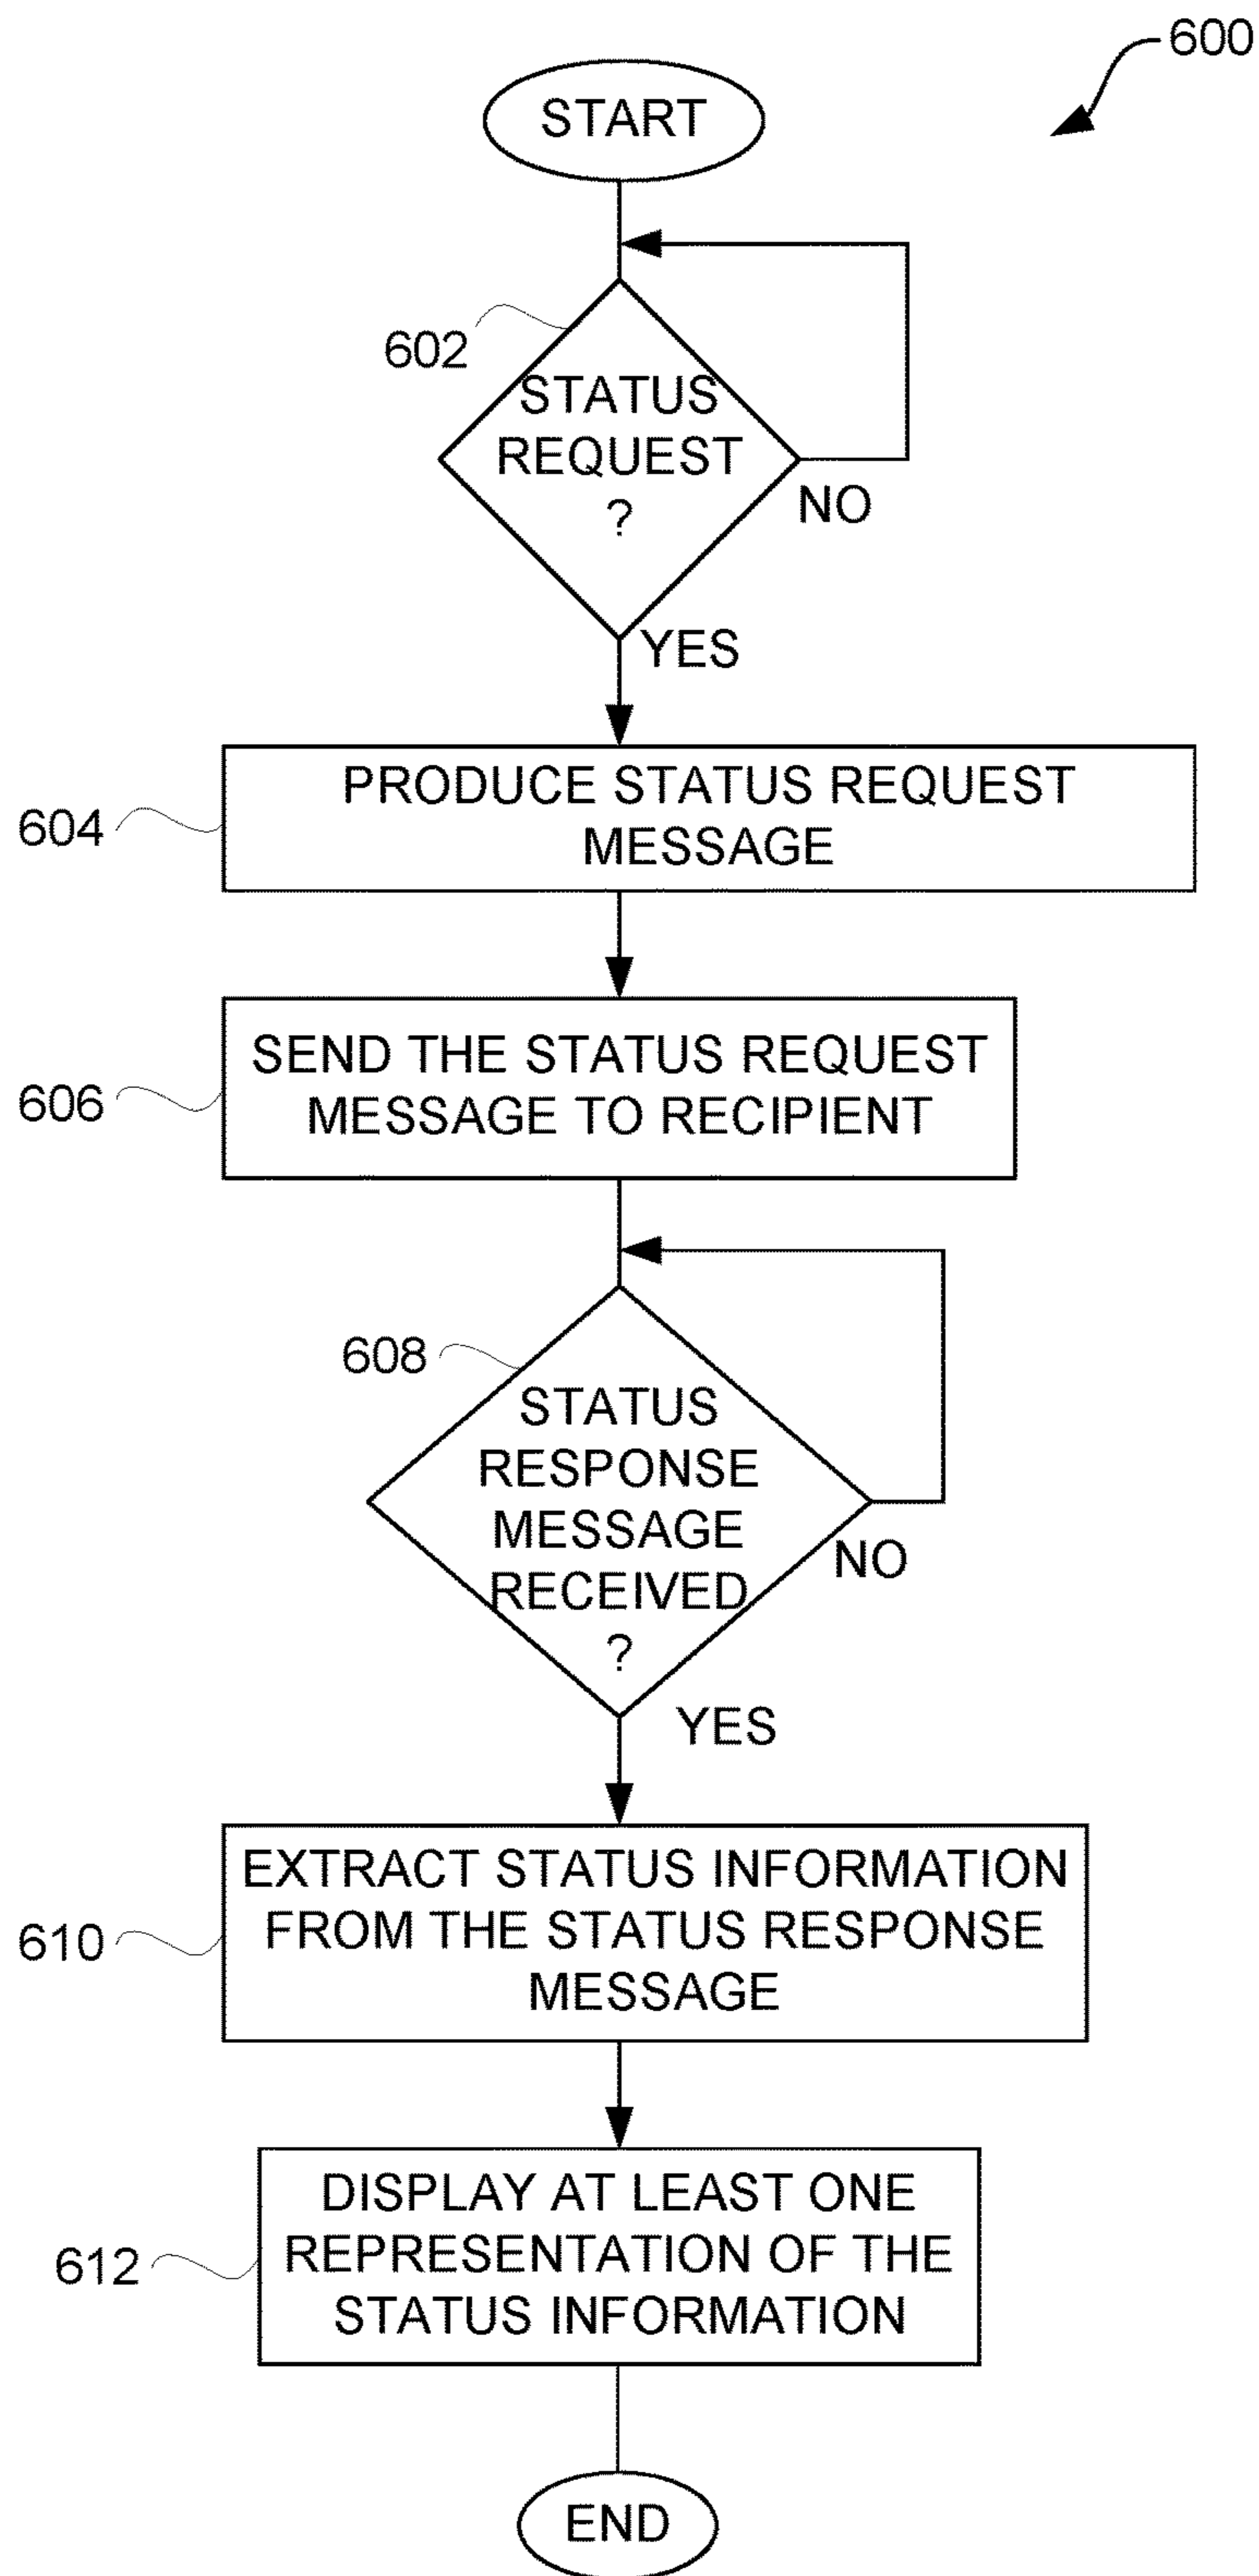 600
START
602
STATUS
REQUEST
?
NO
YES
604
PRODUCE STATUS REQUEST
MESSAGE
606
SEND THE STATUS REQUEST
MESSAGE TO RECIPIENT
608
STATUS
RESPONSE
MESSAGE
RECEIVED
?
NO
YES
610
EXTRACT STATUS INFORMATION
FROM THE STATUS RESPONSE
MESSAGE
612
DISPLAY AT LEAST ONE
REPRESENTATION OF THE
STATUS INFORMATION
END